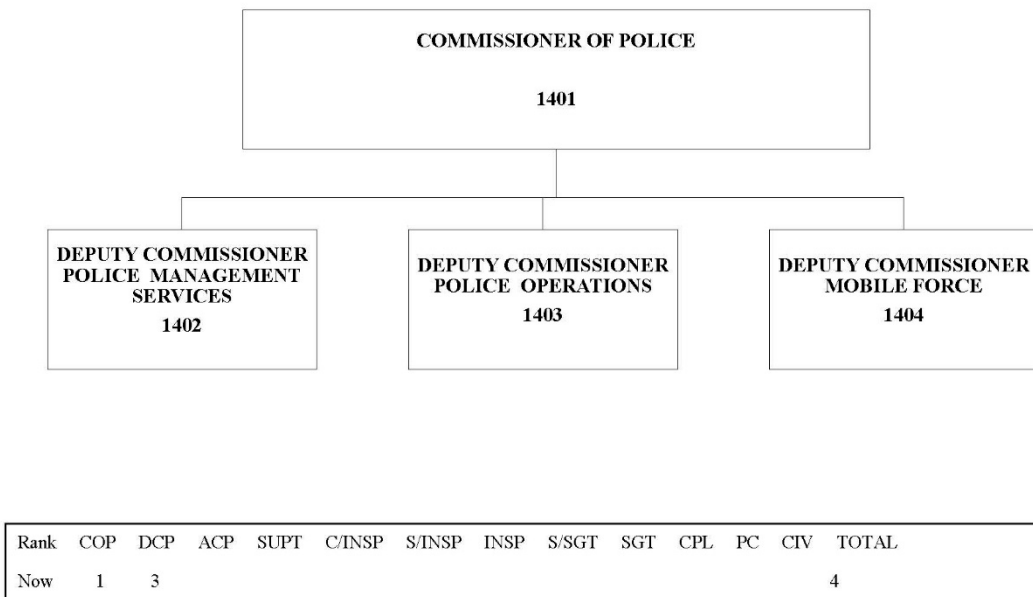 COMMISSIONER OF POLICE
1401
DEPUTY COMMISSIONER
POLICE MANAGEMENT
SERVICES
1402
DEPUTY COMMISSIONER
POLICE OPERATIONS
1403
DEPUTY COMMISSIONER
MOBILE FORCE
1404
Rank COP DCP ACP SUPT C/INSP S/INSP INSP S/SGT SGT CPL PC CIV TOTAL
Now 1 3 4